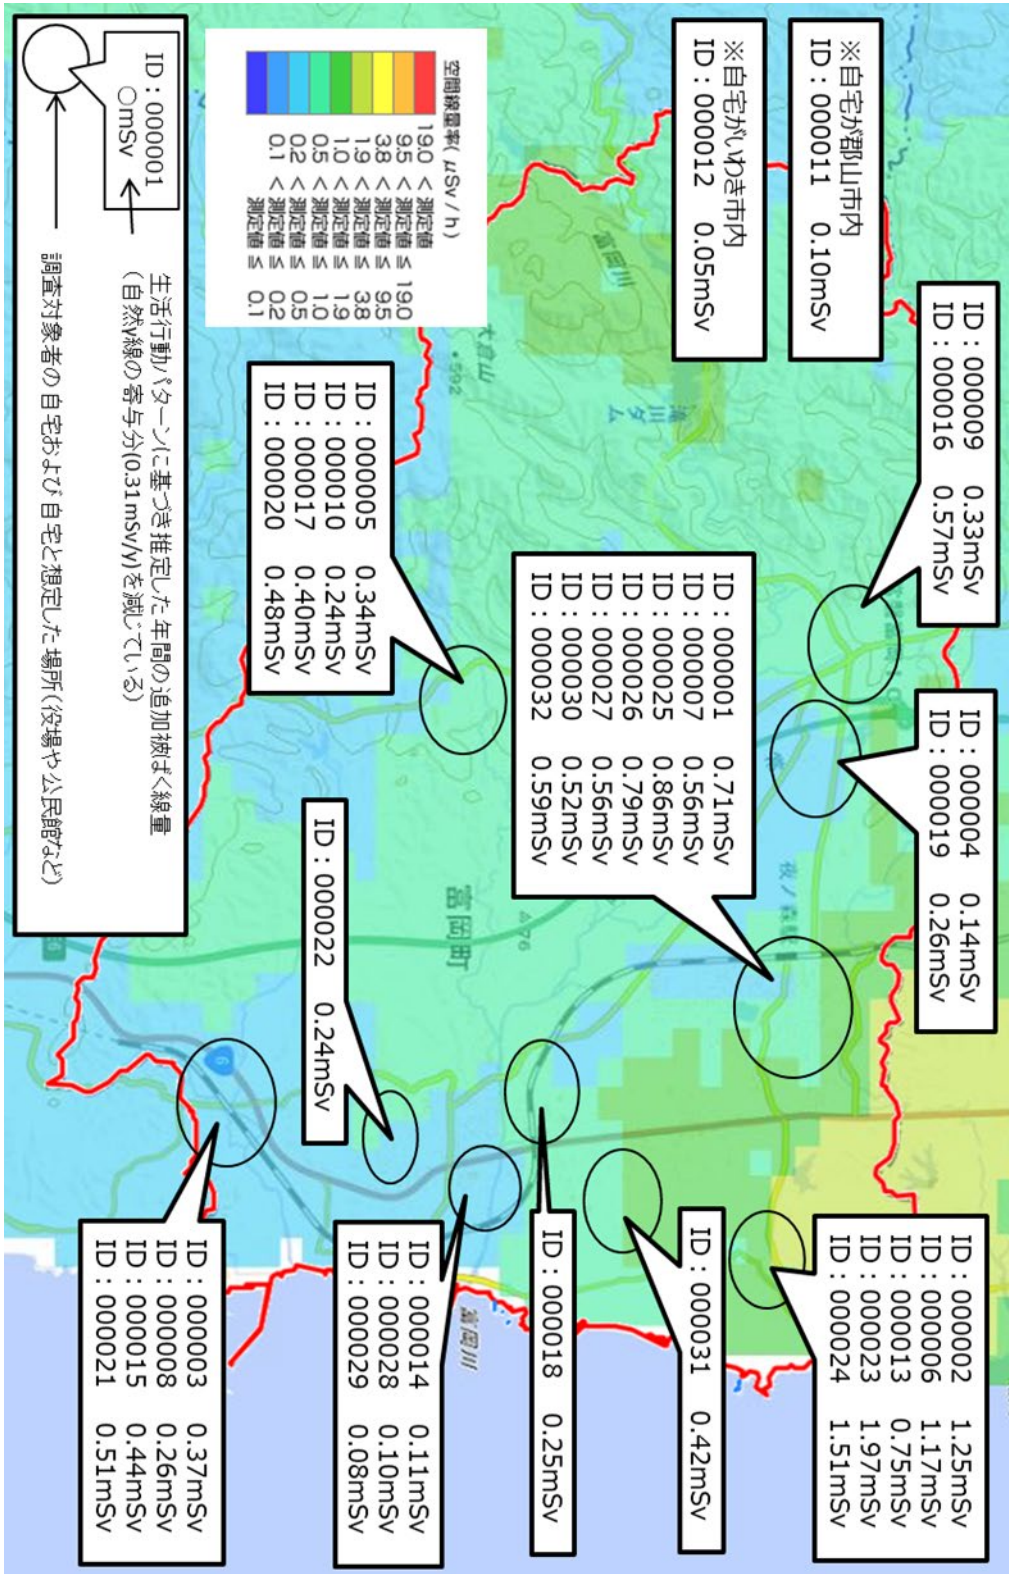 ※自宅が郡山市内
ID：000011 0.10mSv
※自宅がいわき市内
ID：000012 0.05mSv
ID：000009 0.33mSv
ID：000016 0.57mSv
ID：000004 0.14mSv
ID：000019 0.26mSv
ID：000002 1.25mSv
ID：000006 1.17mSv
ID：000013 0.75mSv
ID：000023 1.97mSv
ID：000024 1.51mSv
ID：000001 0.71mSv
ID：000007 0.56mSv
ID：000025 0.86mSv
ID：000026 0.79mSv
ID：000027 0.56mSv
ID：000030 0.52mSv
ID：000032 0.59mSv
ID：000031 0.42mSv
ID：000018 0.25mSv
ID：000005 0.34mSv
ID：000010 0.24mSv
ID：000017 0.40mSv
ID：000020 0.48mSv
ID：000022 0.24mSv
ID：000014 0.11mSv
ID：000028 0.10mSv
ID：000029 0.08mSv
ID：000003 0.37mSv
ID：000008 0.26mSv
ID：000015 0.44mSv
ID：000021 0.51mSv
富岡川
滝川ダム
大倉山
・592
夜ノ森駅
476
富岡町
富岡川
6
空間線量率( μSv / h )
19.0 < 測定値
9.5 < 測定値 ≤ 19.0
3.8 < 測定値 ≤ 9.5
1.9 < 測定値 ≤ 3.8
1.0 < 測定値 ≤ 1.9
0.5 < 測定値 ≤ 1.0
0.2 < 測定値 ≤ 0.5
0.1 < 測定値 ≤ 0.2
測定値 ≤ 0.1
ID：000001
○mSv
生活行動パターンに基づき推定した年間の追加被ばく線量
(自然γ線の寄与分(0.31mSv/y)を減じている)
調査対象者の自宅および自宅と想定した場所(役場や公民館など)